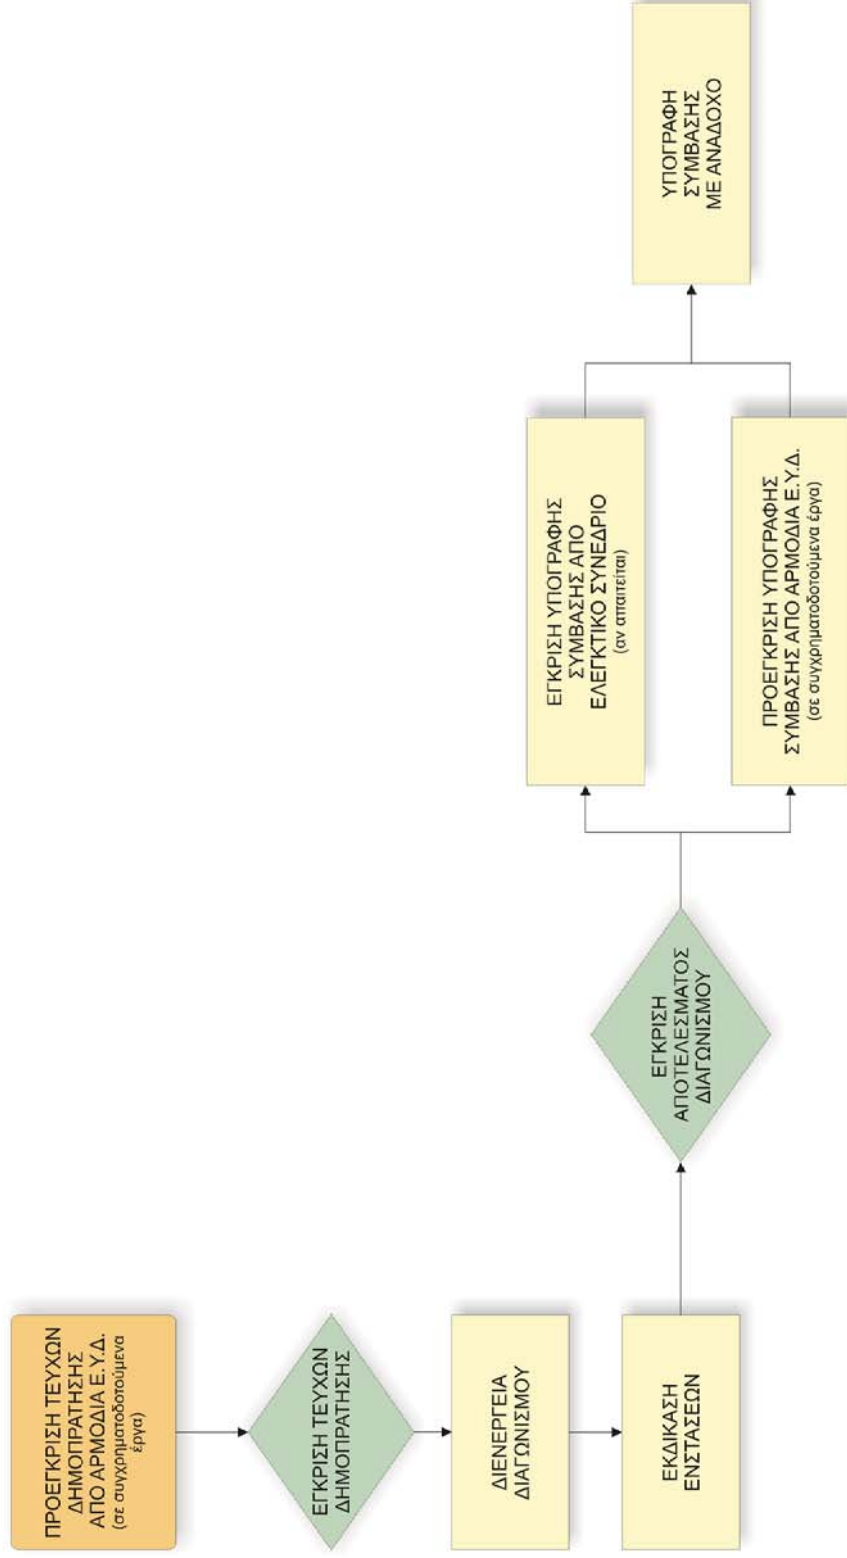 ΠΡΟΕΓΚΡΙΣΗ ΤΕΥΧΩΝ
ΔΗΜΟΠΡΑΤΗΣΗΣ
ΑΠΟ ΑΡΜΟΔΙΑ Ε.Υ.Δ.
(σε συγχρηματοδοτούμενα
έργα)
ΕΓΚΡΙΣΗ ΤΕΥΧΩΝ
ΔΗΜΟΠΡΑΤΗΣΗΣ
ΔΙΕΝΕΡΓΕΙΑ
ΔΙΑΓΩΝΙΣΜΟΥ
ΕΚΔΙΚΑΣΗ
ΕΝΣΤΑΣΕΩΝ
ΕΓΚΡΙΣΗ
ΑΠΟΤΕΛΕΣΜΑΤΟΣ
ΔΙΑΓΩΝΙΣΜΟΥ
ΕΓΚΡΙΣΗ ΥΠΟΓΡΑΦΗΣ
ΣΥΜΒΑΣΗΣ ΑΠΟ
ΕΛΕΓΚΤΙΚΟ ΣΥΝΕΔΡΙΟ
(αν απαιτείται)
ΠΡΟΕΓΚΡΙΣΗ ΥΠΟΓΡΑΦΗΣ
ΣΥΜΒΑΣΗΣ ΑΠΟ ΑΡΜΟΔΙΑ Ε.Υ.Δ.
(σε συγχρηματοδοτούμενα έργα)
ΥΠΟΓΡΑΦΗ
ΣΥΜΒΑΣΗΣ
ΜΕ ΑΝΑΔΟΧΟ